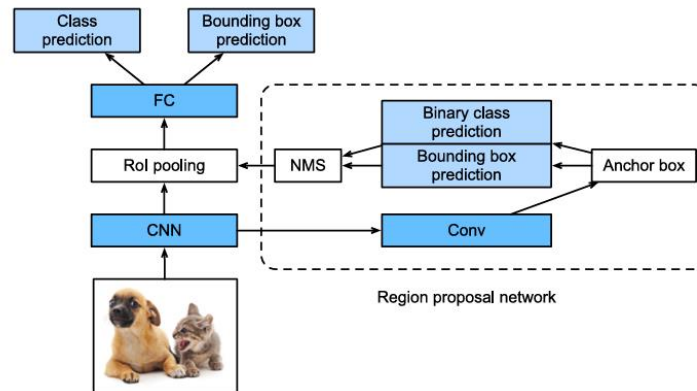 Class
prediction
Bounding box
prediction
FC
Binary class
prediction
RoI pooling
NMS
Bounding box
prediction
Anchor box
CNN
Conv
Region proposal network